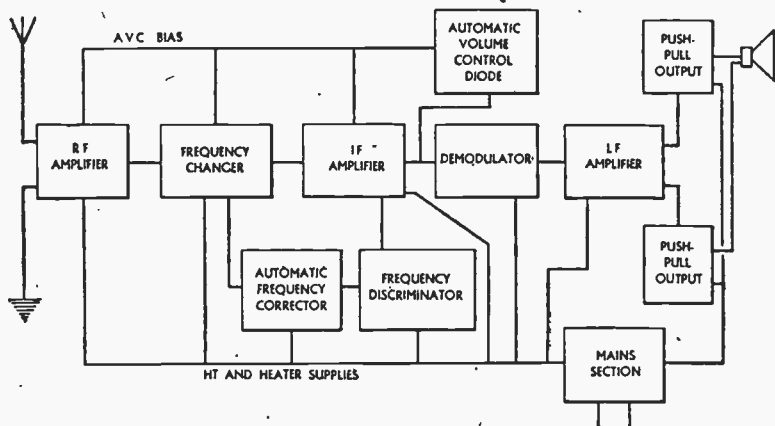 AUTOMATIC
VOLUME
CONTROL
DIODE
PUSH-
PULL
OUTPUT
AVC BIAS
RF
AMPLIFIER
FREQUENCY
CHANGER
IF
AMPLIFIER
DEMODULATOR
LF
AMPLIFIER
AUTOMATIC
FREQUENCY
CORRECTOR
FREQUENCY
DISCRIMINATOR
PUSH-
PULL
OUTPUT
MAINS
SECTION
HT AND HEATER SUPPLIES